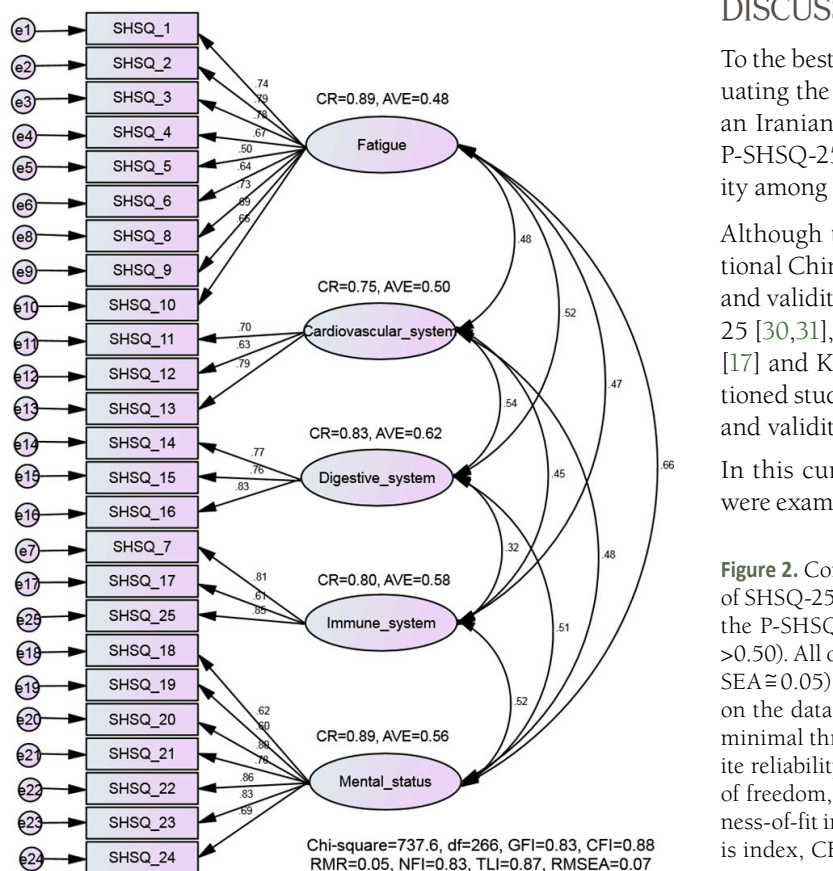 e1 SHSQ_1
e2 SHSQ_2
e3 SHSQ_3
e4 SHSQ_4
e5 SHSQ_5
e6 SHSQ_6
e8 SHSQ_8
e9 SHSQ_9
e10 SHSQ_10
e11 SHSQ_11
e12 SHSQ_12
e13 SHSQ_13
e14 SHSQ_14
e15 SHSQ_15
e16 SHSQ_16
e7 SHSQ_7
e17 SHSQ_17
e25 SHSQ_25
e18 SHSQ_18
e19 SHSQ_19
e20 SHSQ_20
e21 SHSQ_21
e22 SHSQ_22
e23 SHSQ_23
e24 SHSQ_24
.74
.79
.78
.67
.50
.64
.73
.69
.66
.70
.63
.79
.77
.76
.83
.81
.61
.85
.62
.60
.80
.78
.86
.83
.69
CR=0.89, AVE=0.48
Fatigue
CR=0.75, AVE=0.50
Cardiovascular_system
CR=0.83, AVE=0.62
Digestive_system
CR=0.80, AVE=0.58
Immune_system
CR=0.89, AVE=0.56
Mental_status
.48
.52
.47
.54
.66
.45
.32
.48
.51
.52
Chi-square=737.6, df=266, GFI=0.83, CFI=0.88
RMR=0.05, NFI=0.83, TLI=0.87, RMSEA=0.07
DISCUSS
To the best
uating the
an Iranian
P-SHSQ-25
ity among
Although t
tional Chin
and validit
25 [30,31],
[17] and K
tioned stud
and validit
In this cur
were exam
Figure 2. Co
of SHSQ-25
the P-SHSQ
>0.50). All o
SEA≅0.05)
on the data
minimal thr
ite reliability
of freedom,
ness-of-fit in
is index, CF